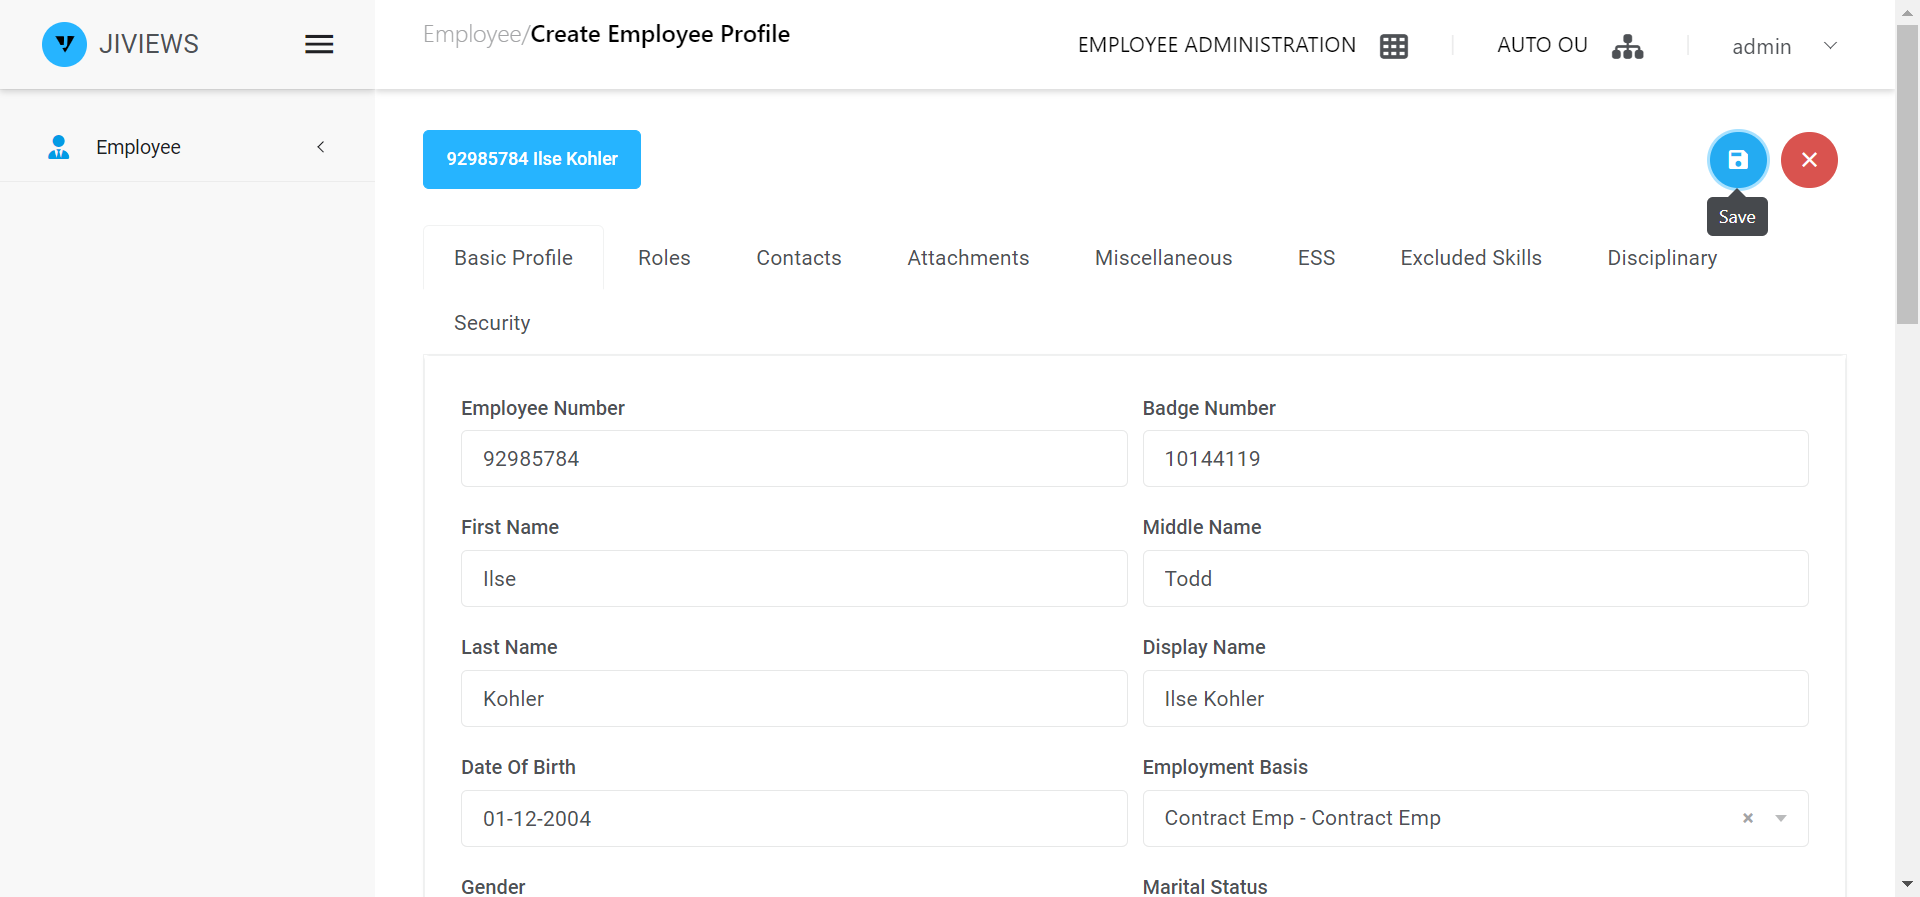 JIVIEWS
Employee/Create Employee Profile
EMPLOYEE ADMINISTRATION
AUTO OU
admin
Employee
92985784 Ilse Kohler
Save
Basic Profile
Roles
Contacts
Attachments
Miscellaneous
ESS
Excluded Skills
Disciplinary
Security
Employee Number
Badge Number
92985784
10144119
First Name
Middle Name
Ilse
Todd
Last Name
Display Name
Kohler
Ilse Kohler
Date Of Birth
Employment Basis
01-12-2004
Contract Emp - Contract Emp
Gender
Marital Status